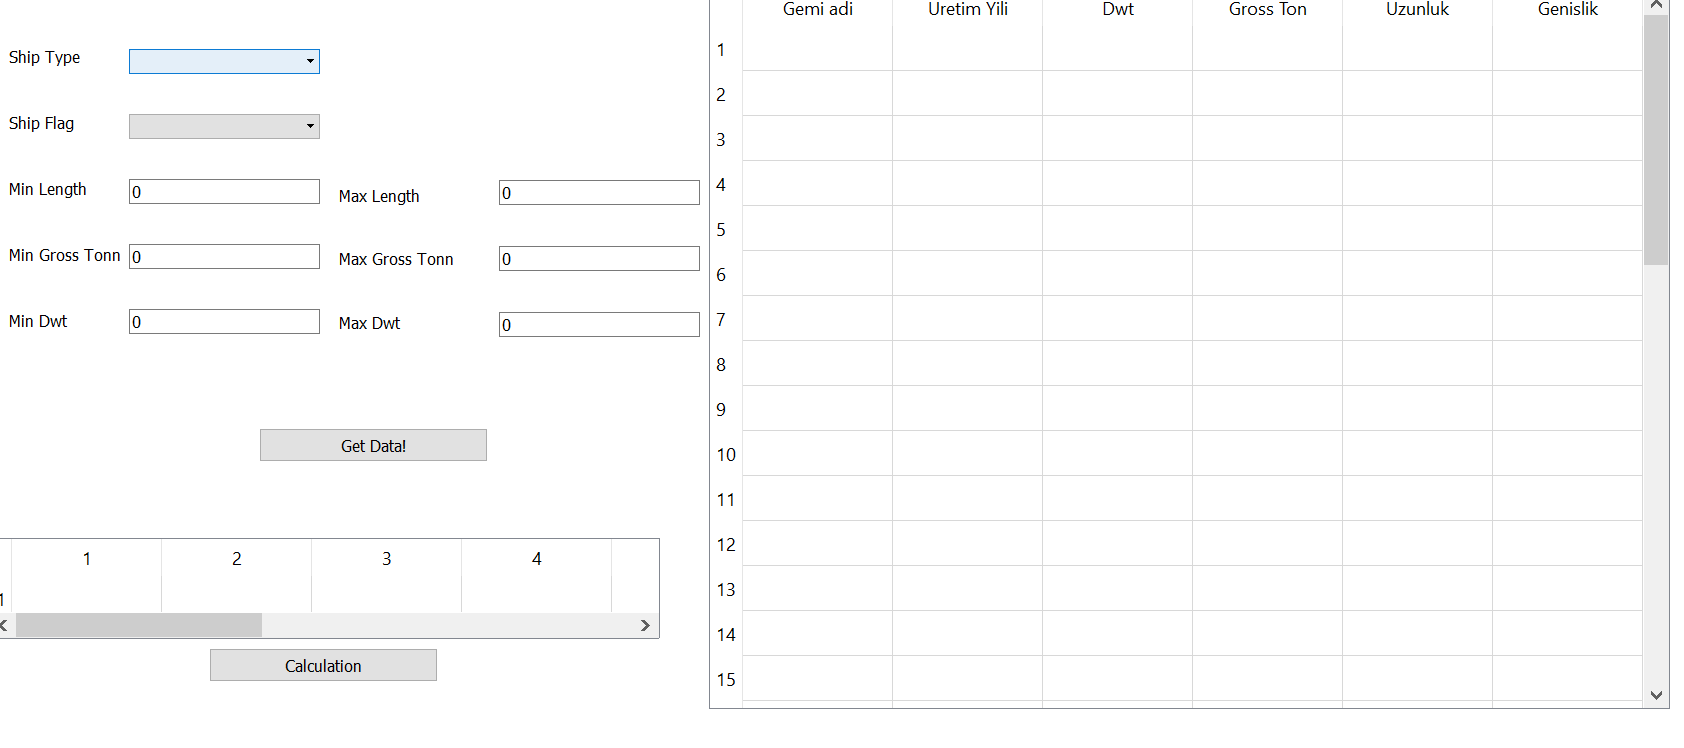 Ship Type
Ship Flag
Min Length 0 Max Length 0
Min Gross Tonn 0 Max Gross Tonn 0
Min Dwt 0 Max Dwt 0
Get Data!
1 2 3 4
1
Calculation
Gemi adi Uretim Yili Dwt Gross Ton Uzunluk Genislik
1
2
3
4
5
6
7
8
9
10
11
12
13
14
15